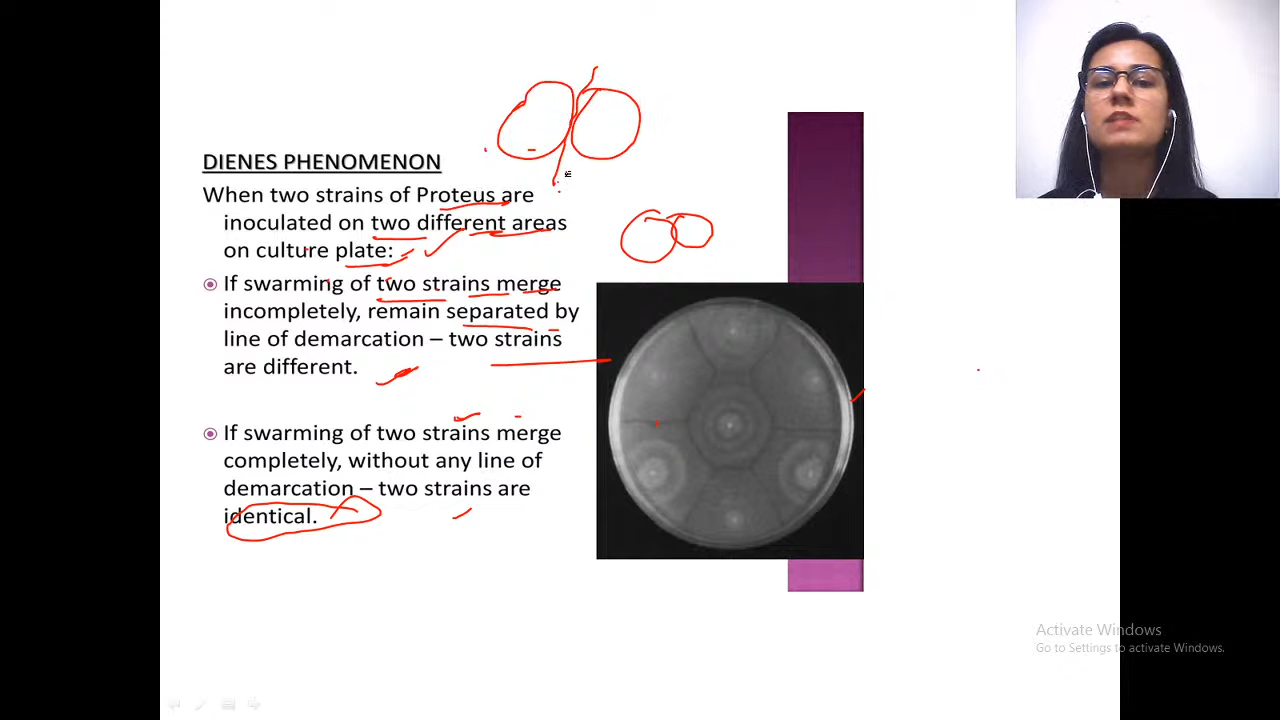 DIENES PHENOMENON
When two strains of Proteus are
inoculated on two different areas
on culture plate:
If swarming of two strains merge
incompletely, remain separated by
line of demarcation – two strains
are different.
If swarming of two strains merge
completely, without any line of
demarcation – two strains are
identical.
Activate Windows
Go to Settings to activate Windows.